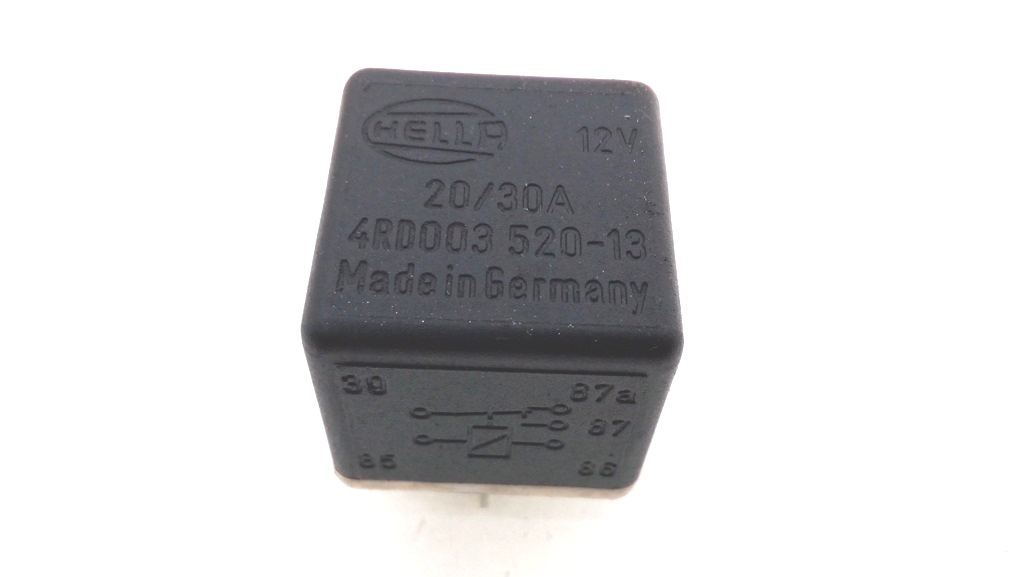 HELLA 12V
20/30A
4RD003 520-13
Made in Germany
30 87a
87
85 86